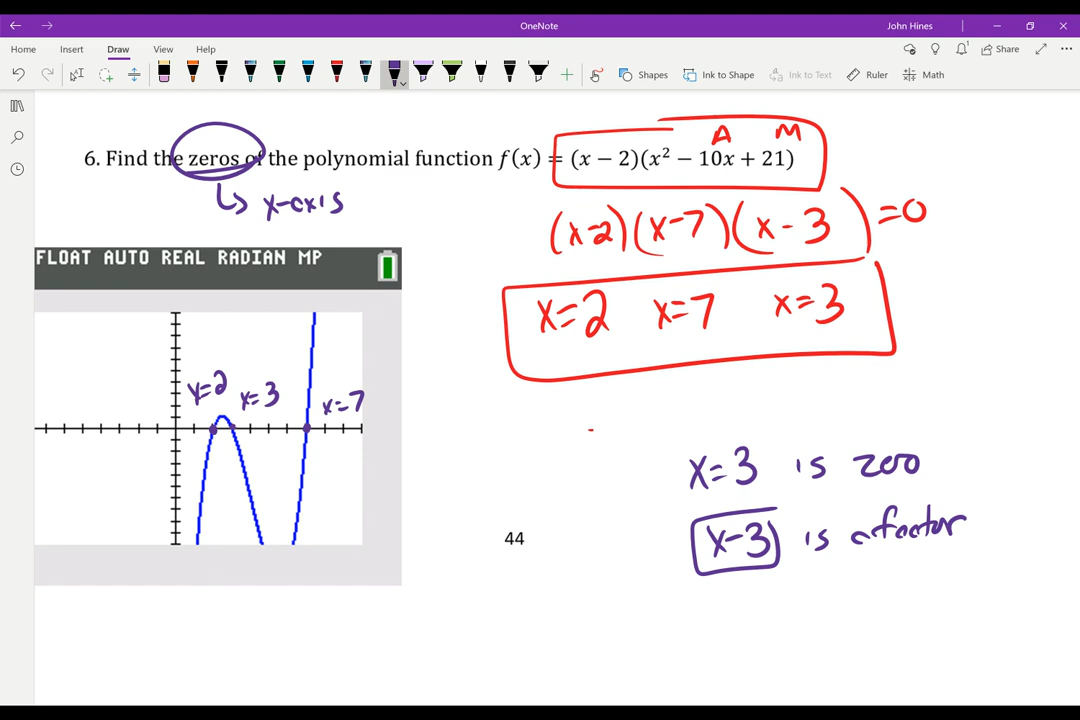 OneNote
John Hines
Home Insert Draw View Help
Share
Shapes Ink to Shape Ink to Text Ruler Math
A M
6. Find the zeros of the polynomial function f(x) = (x − 2)(x² − 10x + 21)
↳ x-axis
(x-2)(x-7)(x-3)=0
FLOAT AUTO REAL RADIAN MP
x=2 x=7 x=3
x=2 x=3 x=7
x=3 is zero
44
x-3 is a factor